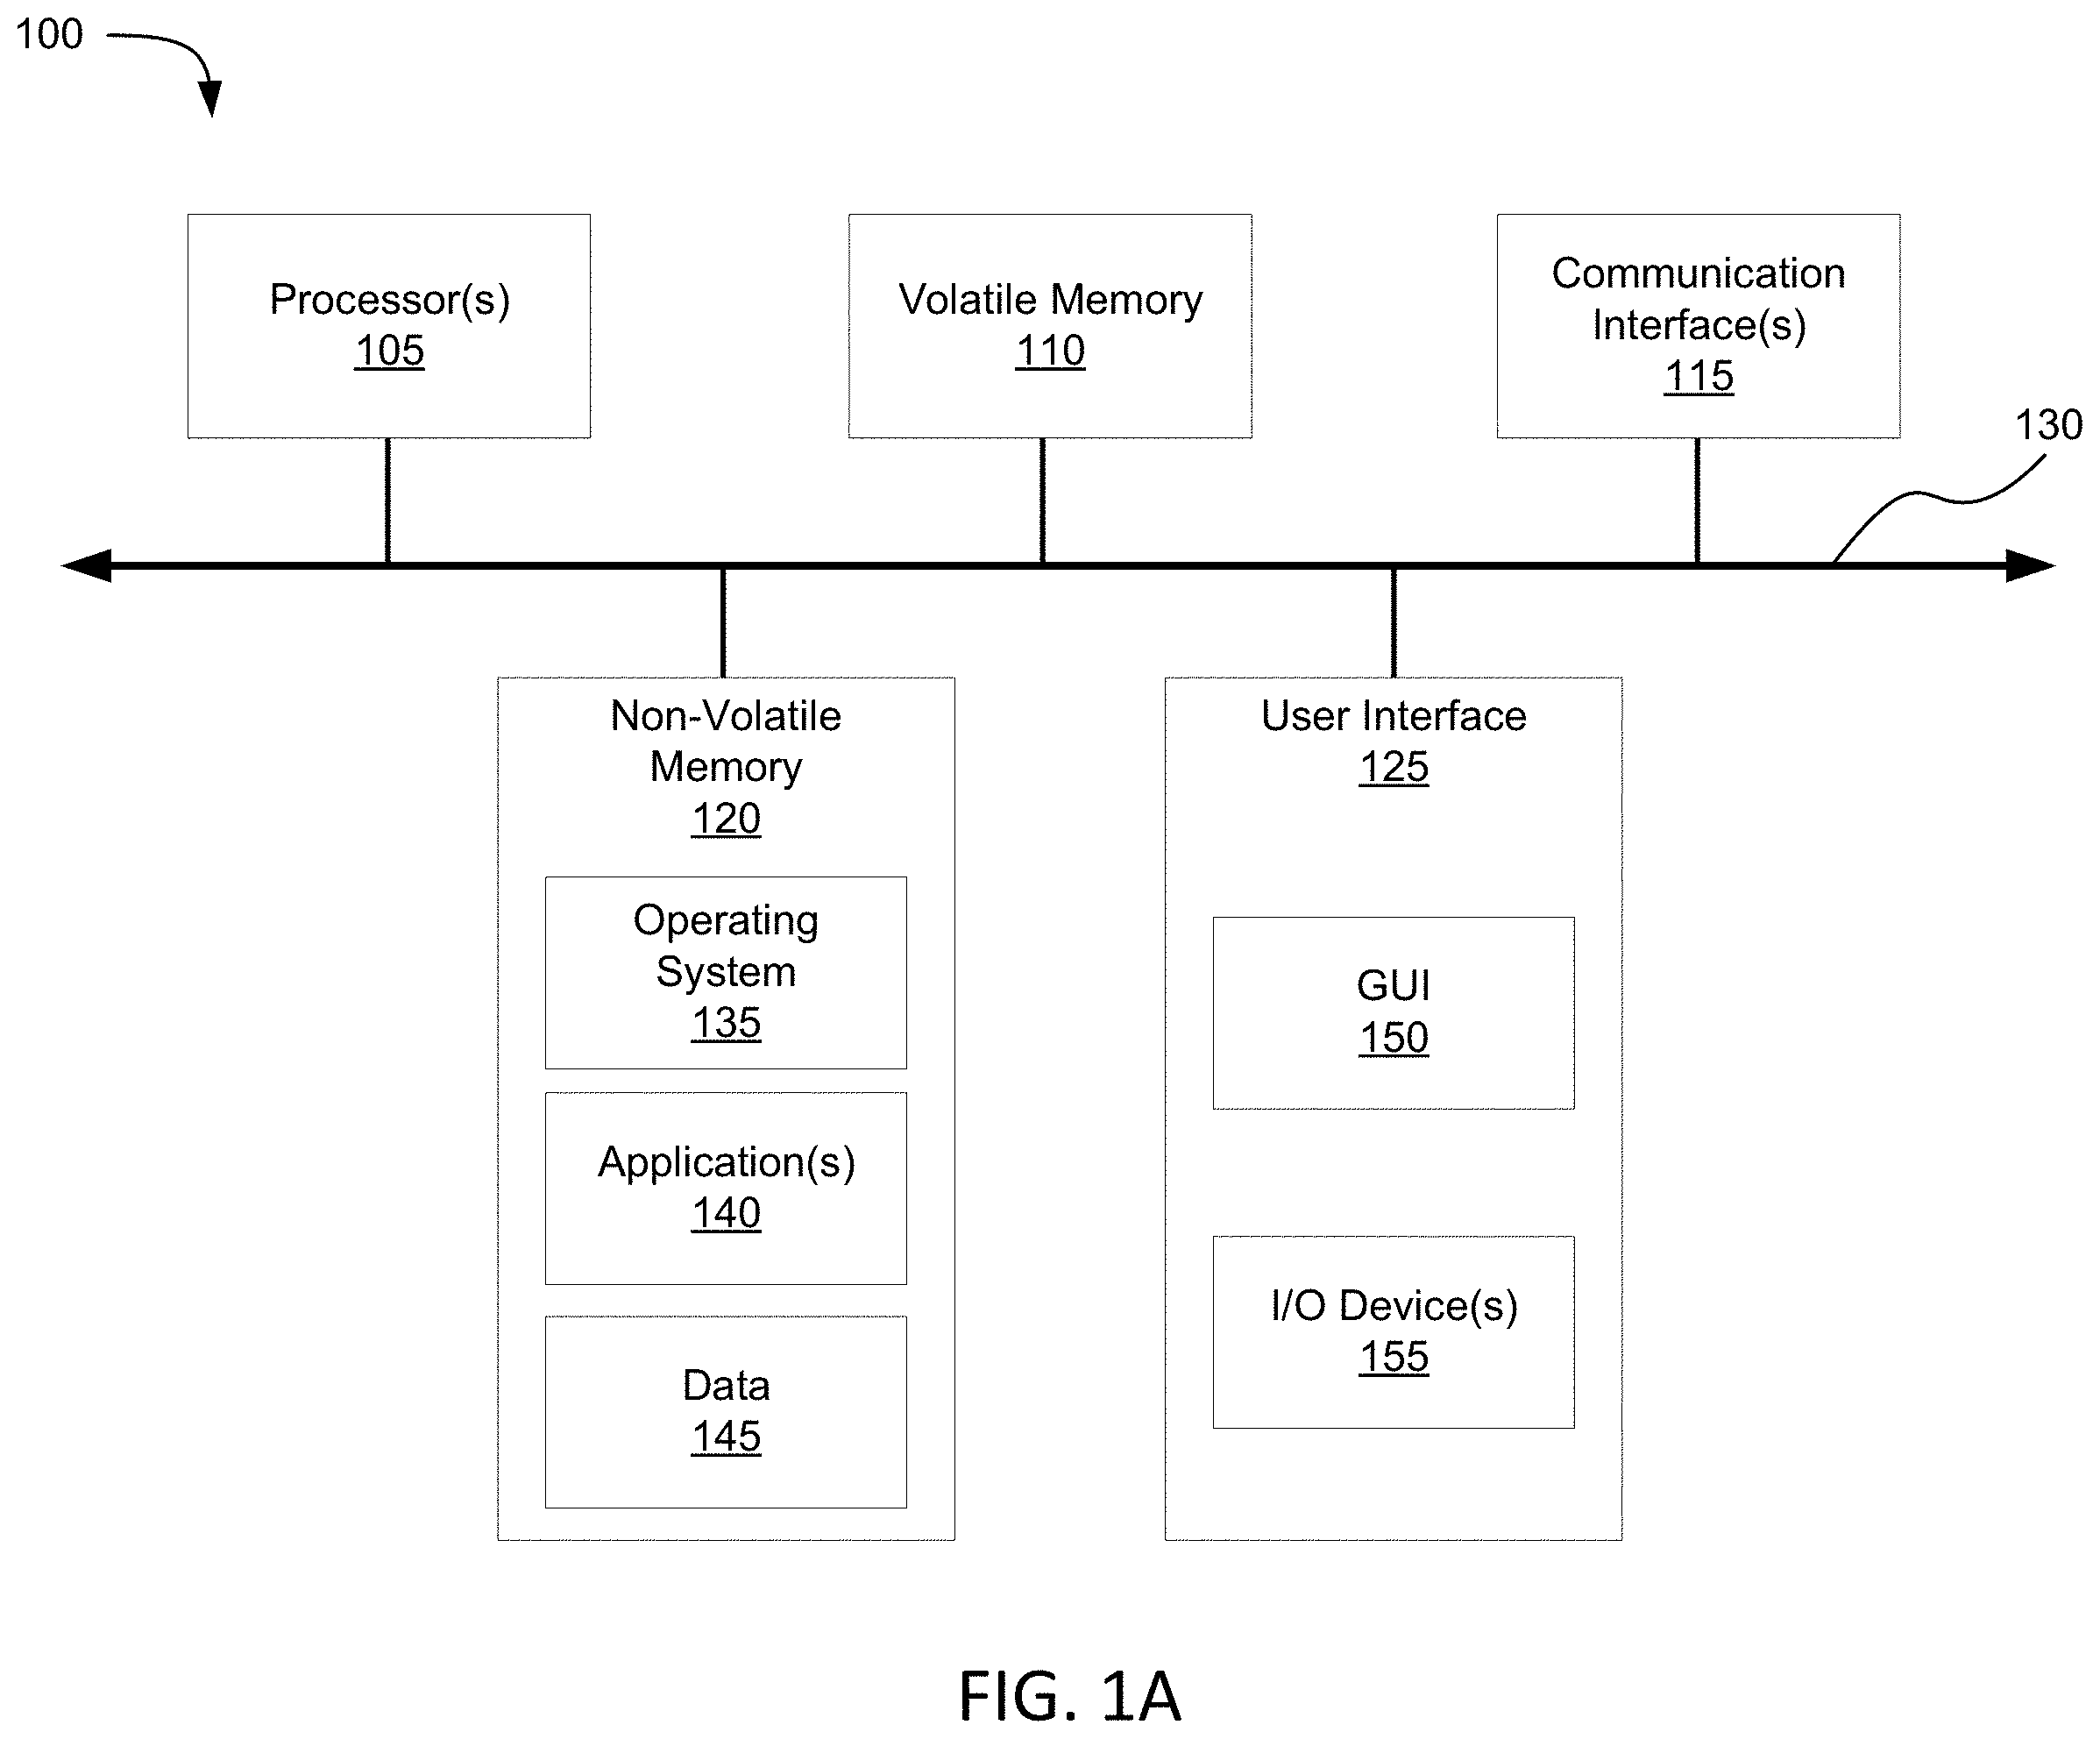 100
Processor(s)
105
Volatile Memory
110
Communication
Interface(s)
115
130
Non-Volatile
Memory
120
Operating
System
135
Application(s)
140
Data
145
User Interface
125
GUI
150
I/O Device(s)
155
FIG. 1A